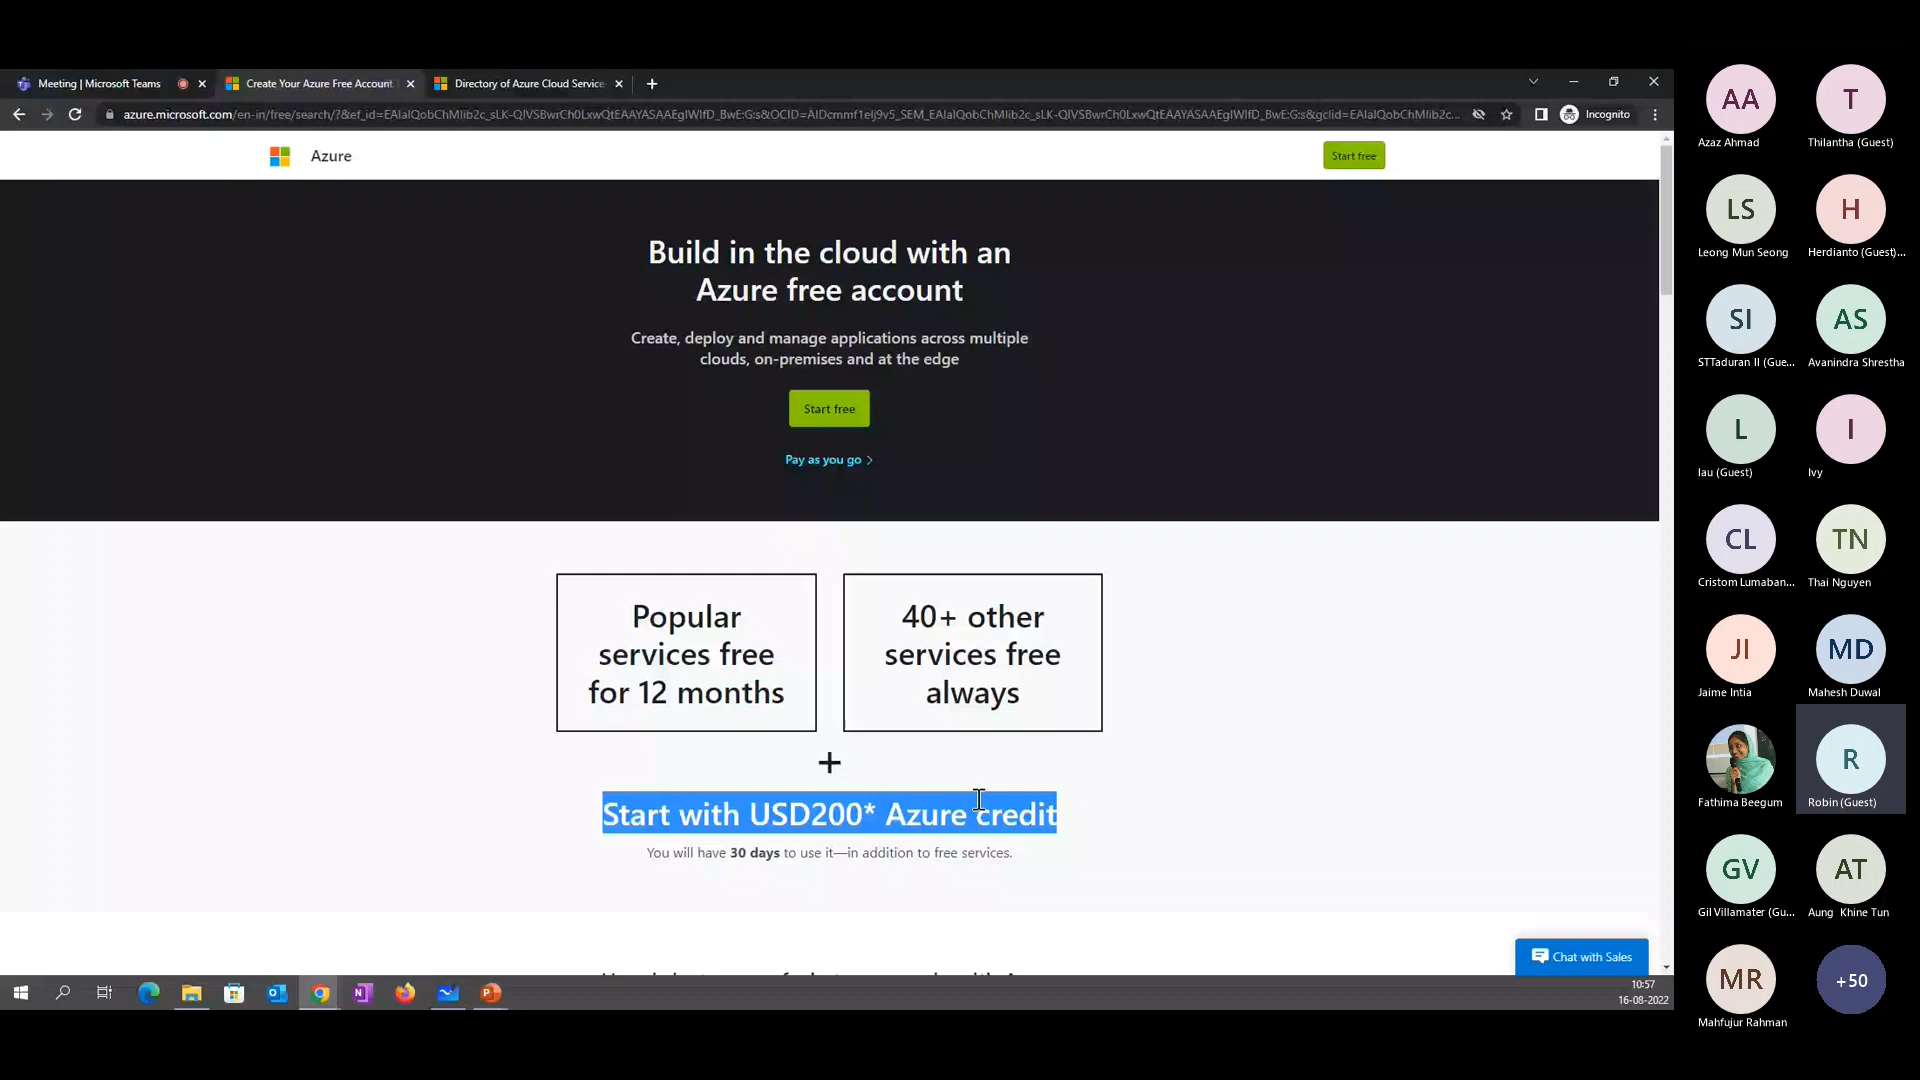 Meeting | Microsoft Teams
Create Your Azure Free Account
Directory of Azure Cloud Service
Incognito
Azure
Start free
Build in the cloud with an
Azure free account
Create, deploy and manage applications across multiple
clouds, on-premises and at the edge
Start free
Pay as you go
Popular
services free
for 12 months
40+ other
services free
always
+
Start with USD200* Azure credit
You will have 30 days to use it—in addition to free services.
Chat with Sales
10:57
16-08-2022
AA
Azaz Ahmad
T
Thilantha (Guest)
LS
Leong Mun Seong
H
Herdianto (Guest)...
SI
STTaduran II (Gue...
AS
Avanindra Shrestha
L
lau (Guest)
I
Ivy
CL
Cristom Lumaban...
TN
Thai Nguyen
JI
Jaime Intia
MD
Mahesh Duwal
Fathima Beegum
R
Robin (Guest)
GV
Gil Villamater (Gu...
AT
Aung Khine Tun
MR
Mahfujur Rahman
+50